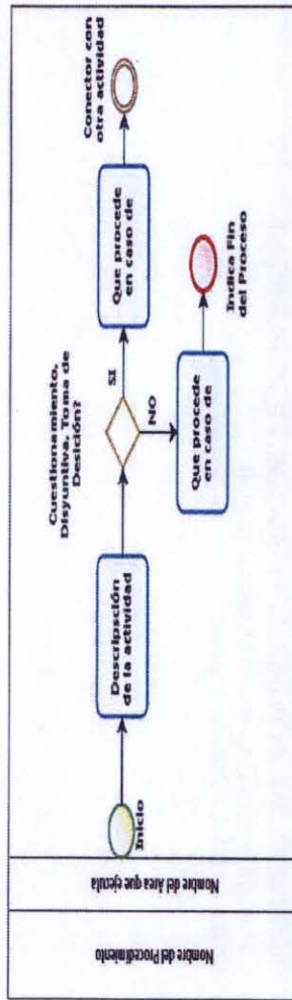 Nombre del Procedimiento
Nombre del Área que ejecuta
Inicio
Descripsción
de la actividad
Cuestionamiento,
Disyuntiva, Toma de
Desición?
SI
NO
Que procede
en caso de
Conector con
otra actividad
Que procede
en caso de
Indica Fin
del Proceso